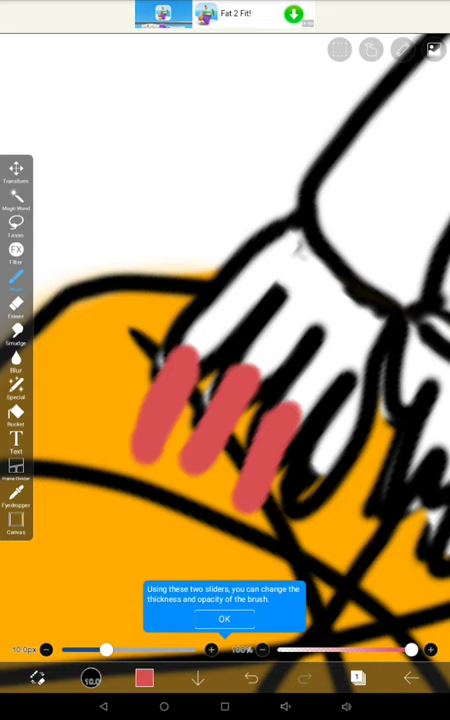 Fat 2 Fit!
Transform
Magic Wand
Lasso
FX
Filter
Eraser
Smudge
Blur
Special
Bucket
T
Text
Frame Divider
Eyedropper
Canvas
Using these two sliders, you can change the
thickness and opacity of the brush.
OK
10.0px
10.0
1